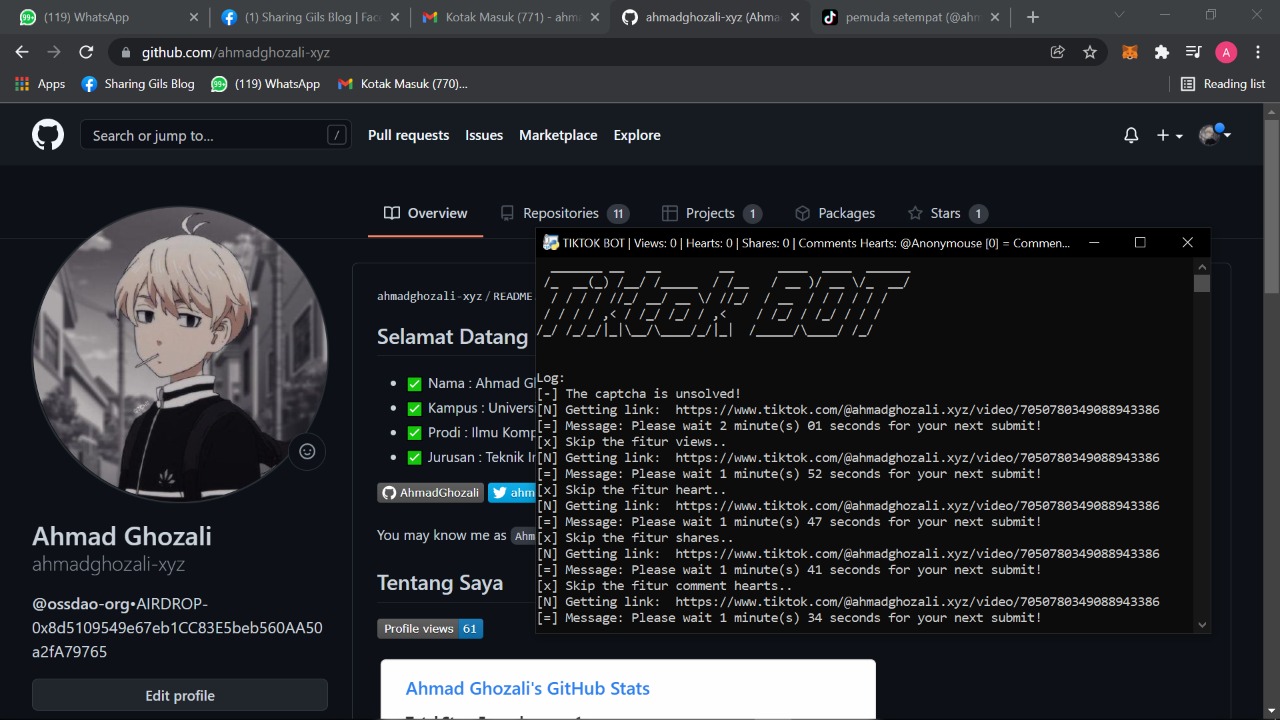 (119) WhatsApp
(1) Sharing Gils Blog | Fac
Kotak Masuk (771) - ahma
ahmadghozali-xyz (Ahma
pemuda setempat (@ahm
github.com/ahmadghozali-xyz
A
Apps
Sharing Gils Blog
99+
(119) WhatsApp
Kotak Masuk (770)...
Reading list
Search or jump to...
/
Pull requests
Issues
Marketplace
Explore
Overview
Repositories 11
Projects 1
Packages
Stars 1
TIKTOK BOT | Views: 0 | Hearts: 0 | Shares: 0 | Comments Hearts: @Anonymouse [0] = Commen...
Tiktok BOT
ahmadghozali-xyz / README
Selamat Datang
Nama : Ahmad G
Kampus : Univers
Prodi : Ilmu Komp
Jurusan : Teknik I
AhmadGhozali
ahm
You may know me as Ahm
Tentang Saya
Profile views 61
Ahmad Ghozali's GitHub Stats
Log:
[-] The captcha is unsolved!
[N] Getting link:  https://www.tiktok.com/@ahmadghozali.xyz/video/7050780349088943386
[=] Message: Please wait 2 minute(s) 01 seconds for your next submit!
[x] Skip the fitur views..
[N] Getting link:  https://www.tiktok.com/@ahmadghozali.xyz/video/7050780349088943386
[=] Message: Please wait 1 minute(s) 52 seconds for your next submit!
[x] Skip the fitur heart..
[N] Getting link:  https://www.tiktok.com/@ahmadghozali.xyz/video/7050780349088943386
[=] Message: Please wait 1 minute(s) 47 seconds for your next submit!
[x] Skip the fitur shares..
[N] Getting link:  https://www.tiktok.com/@ahmadghozali.xyz/video/7050780349088943386
[=] Message: Please wait 1 minute(s) 41 seconds for your next submit!
[x] Skip the fitur comment hearts..
[N] Getting link:  https://www.tiktok.com/@ahmadghozali.xyz/video/7050780349088943386
[=] Message: Please wait 1 minute(s) 34 seconds for your next submit!
Ahmad Ghozali
ahmadghozali-xyz
@ossdao-org•AIRDROP-
0x8d5109549e67eb1CC83E5beb560AA50
a2fA79765
Edit profile